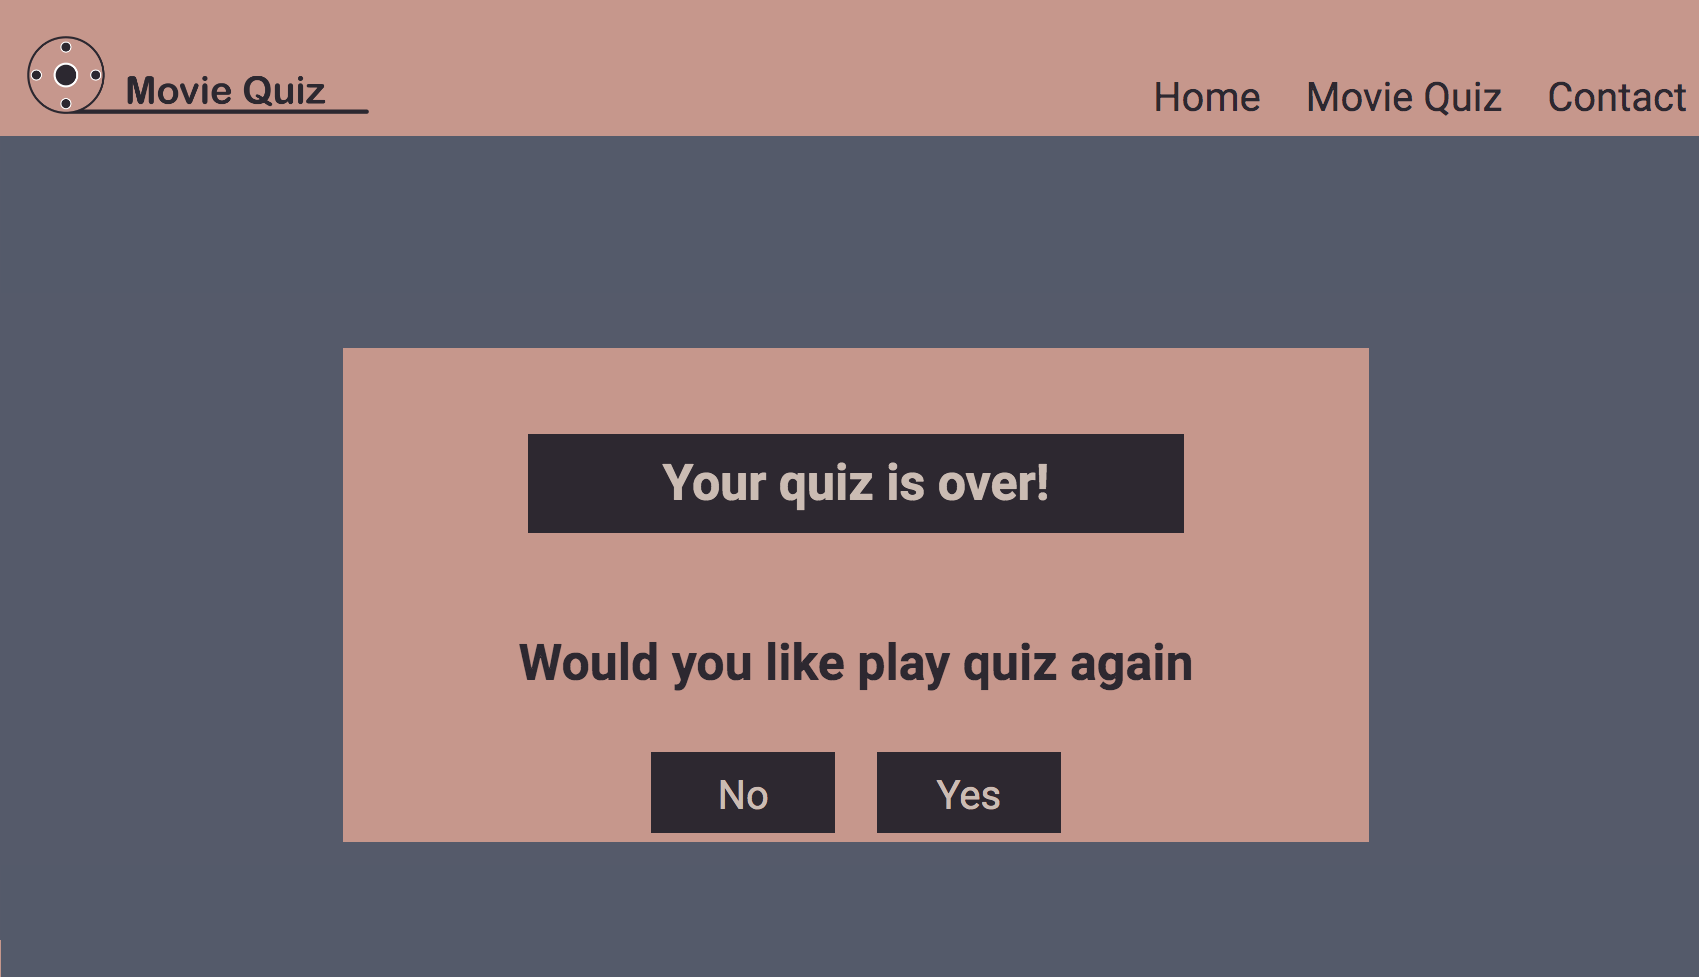 Movie Quiz
Home Movie Quiz Contact
Your quiz is over!
Would you like play quiz again
No Yes